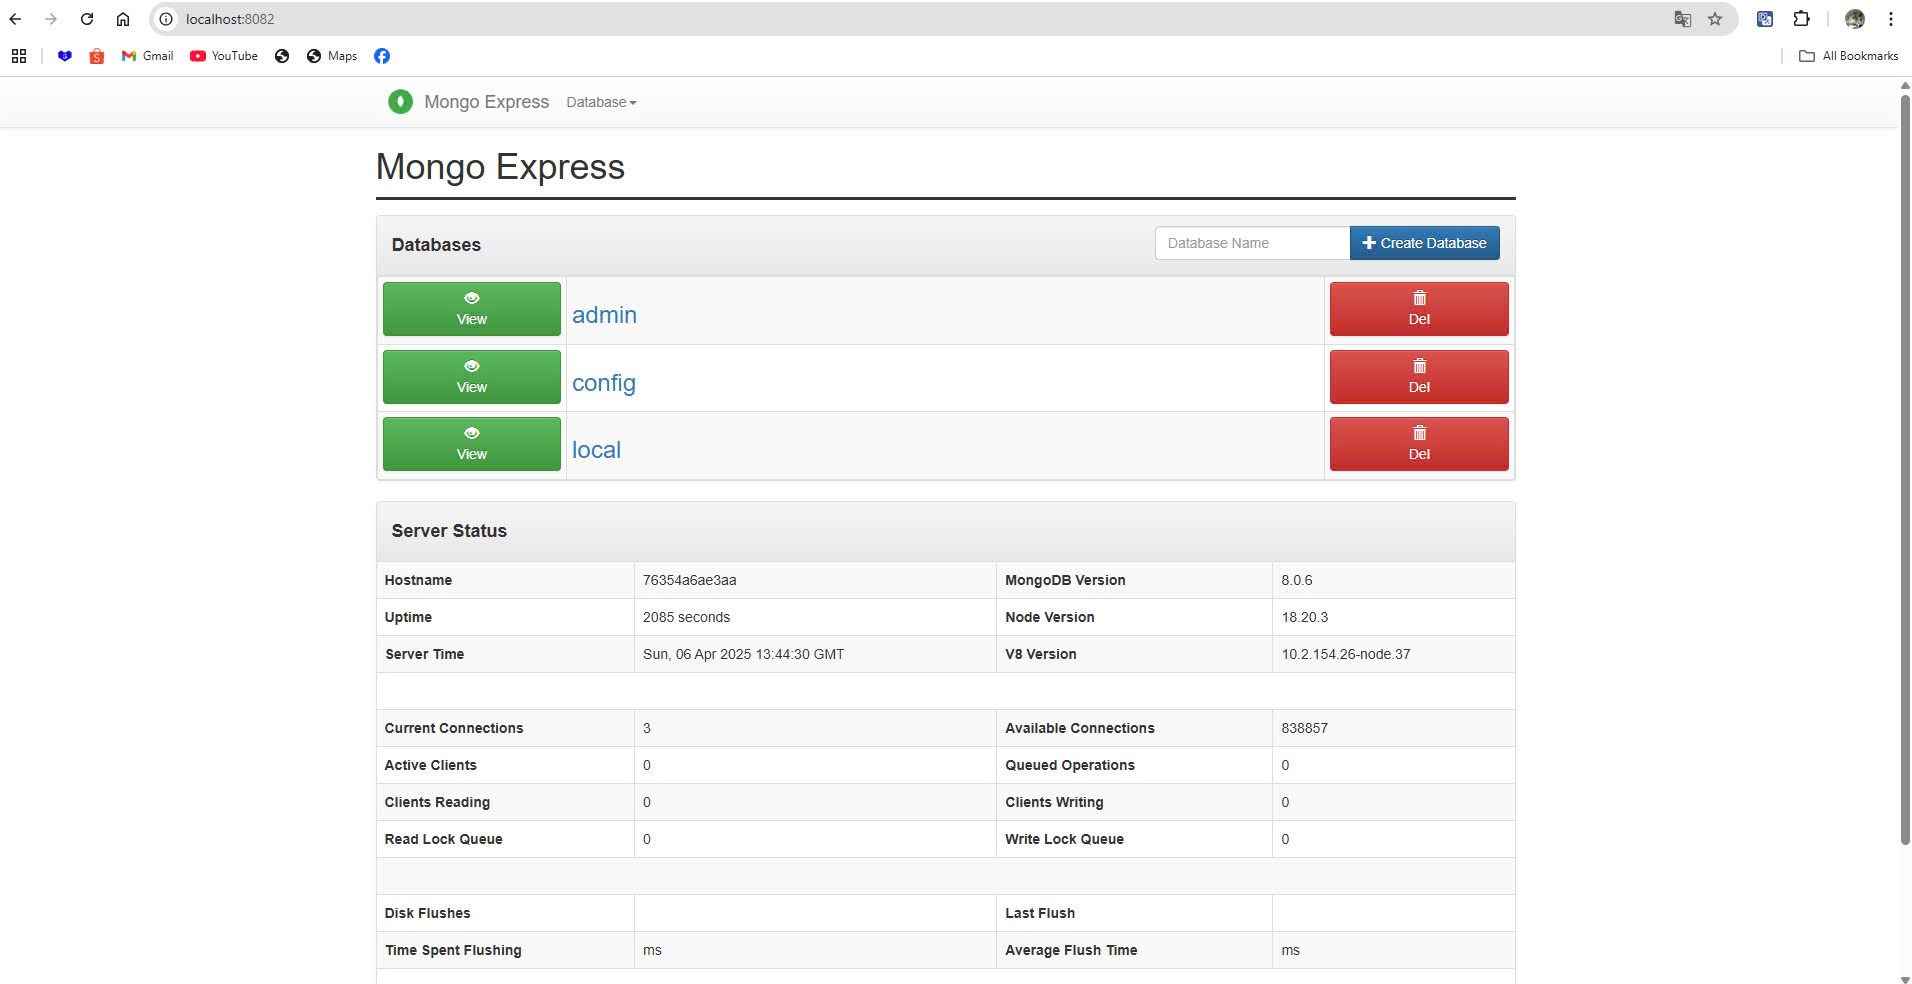 localhost:8082
Gmail YouTube Maps All Bookmarks
Mongo Express Database
Mongo Express
Databases Database Name Create Database
View admin Del
View config Del
View local Del
Server Status
Hostname 76354a6ae3aa MongoDB Version 8.0.6
Uptime 2085 seconds Node Version 18.20.3
Server Time Sun, 06 Apr 2025 13:44:30 GMT V8 Version 10.2.154.26-node.37
Current Connections 3 Available Connections 838857
Active Clients 0 Queued Operations 0
Clients Reading 0 Clients Writing 0
Read Lock Queue 0 Write Lock Queue 0
Disk Flushes Last Flush
Time Spent Flushing ms Average Flush Time ms